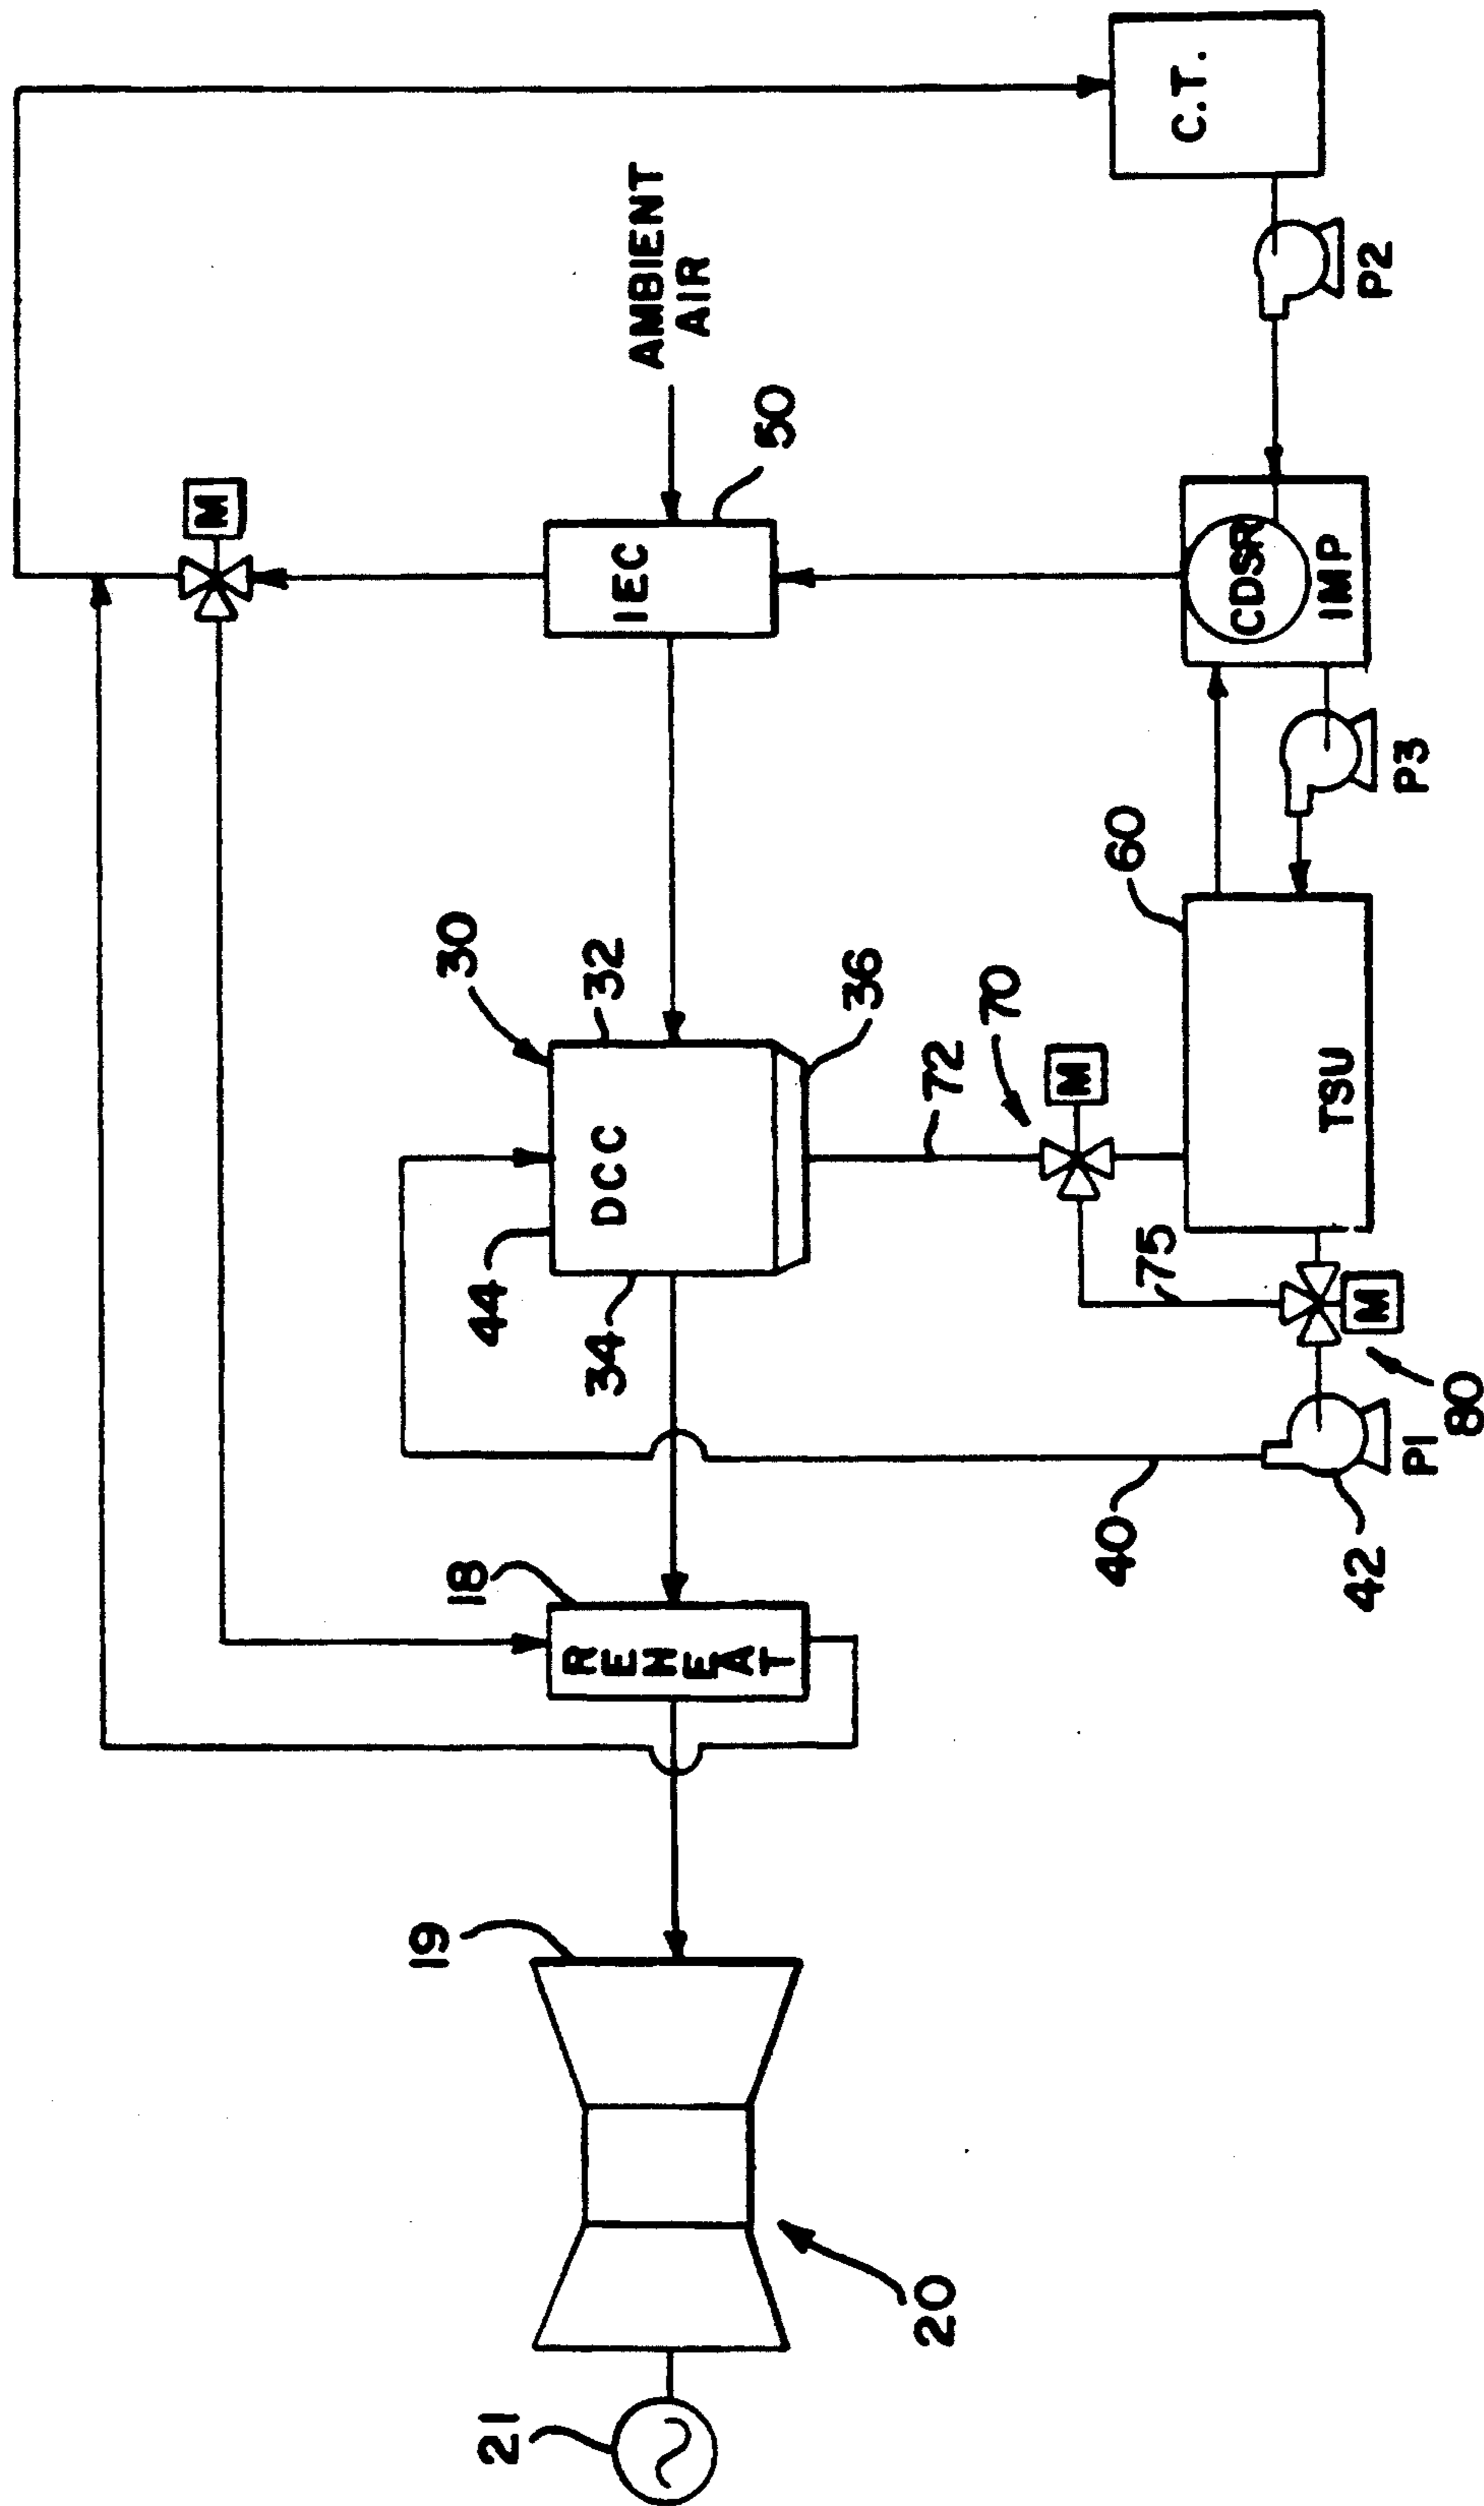 M
19
18
30
44
21
34
DCC
32
IEC
AMBIENT
AIR
REHEAT
50
36
20
72
70
M
40
60
75
C.T.
CDSR
TSU
IMP
42
M
P2
P3
P1
80